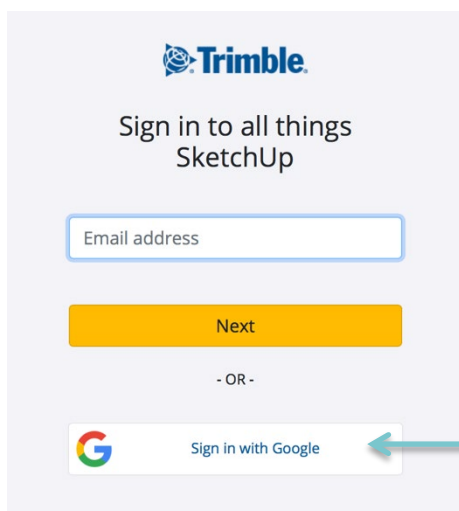 Trimble.
Sign in to all things
SketchUp
Email address
Next
- OR -
Sign in with Google